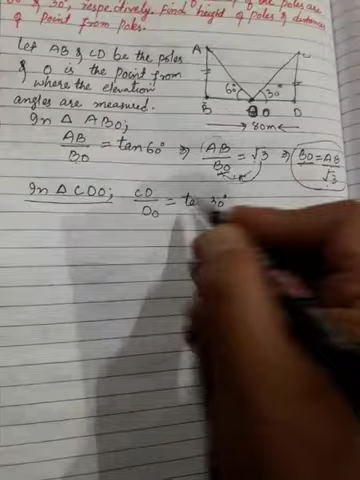 60° & 30°, respectively. Find height of poles & distances
of Point from Poles.
Let AB & CD be the poles
& O is the point from
where the elevation
angles are measured.
A C
60° 30°
B O D
80m
In △ ABO;
AB/BO = tan60° ⇒ AB/BO = √3 ⇒ BO = AB/√3
In △ CDO; CD/DO = ta 30°